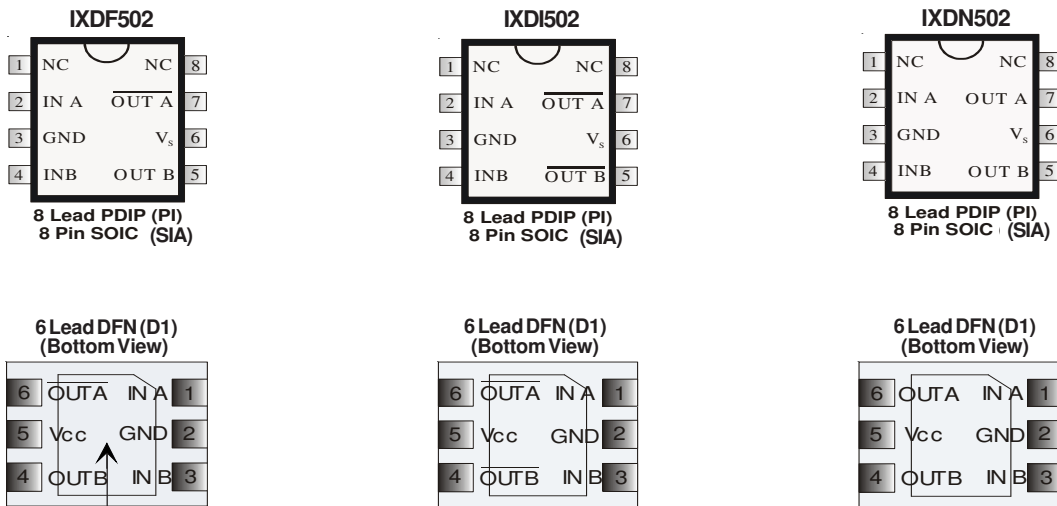 IXDF502
1 NC NC 8
2 IN A OUT A 7
3 GND Vs 6
4 INB OUT B 5
8 Lead PDIP (PI)
8 Pin SOIC (SIA)
IXDI502
1 NC NC 8
2 IN A OUT A 7
3 GND Vs 6
4 INB OUT B 5
8 Lead PDIP (PI)
8 Pin SOIC (SIA)
IXDN502
1 NC NC 8
2 IN A OUT A 7
3 GND Vs 6
4 INB OUT B 5
8 Lead PDIP (PI)
8 Pin SOIC (SIA)
6 Lead DFN (D1)
(Bottom View)
6 OUTA IN A 1
5 Vcc GND 2
4 OUTB IN B 3
6 Lead DFN (D1)
(Bottom View)
6 OUTA IN A 1
5 Vcc GND 2
4 OUTB IN B 3
6 Lead DFN (D1)
(Bottom View)
6 OUTA IN A 1
5 Vcc GND 2
4 OUTB IN B 3